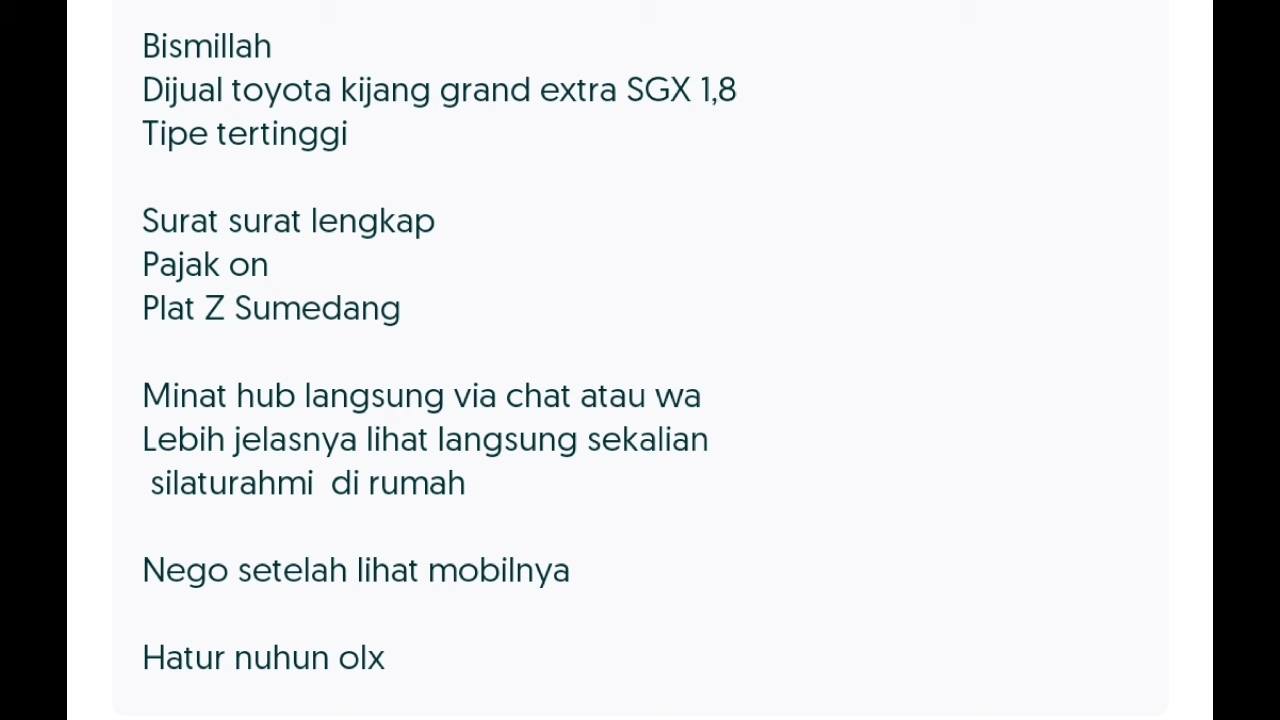 Bismillah
Dijual toyota kijang grand extra SGX 1,8
Tipe tertinggi
Surat surat lengkap
Pajak on
Plat Z Sumedang
Minat hub langsung via chat atau wa
Lebih jelasnya lihat langsung sekalian
silaturahmi  di rumah
Nego setelah lihat mobilnya
Hatur nuhun olx